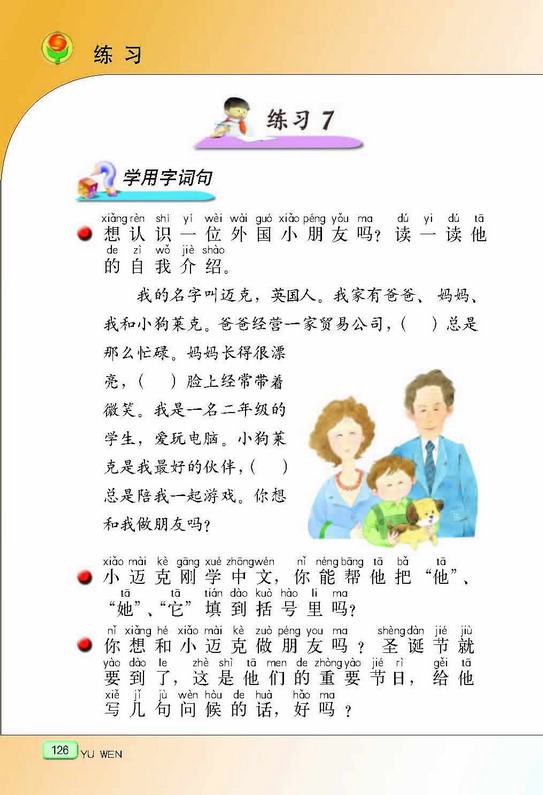 练习
练习 7
学用字词句
xiǎng rèn shí yí wèi wài guó xiǎo péng yǒu ma dú yi dú tā
想认识一位外国小朋友吗？读一读他
de zì wǒ jiè shào
的自我介绍。
我的名字叫迈克，英国人。我家有爸爸、妈妈、
我和小狗莱克。爸爸经营一家贸易公司，（ ）总是
那么忙碌。妈妈长得很漂
亮，（ ）脸上经常带着
微笑。我是一名二年级的
学生，爱玩电脑。小狗莱
克是我最好的伙伴，（ ）
总是陪我一起游戏。你想
和我做朋友吗？
xiǎo mài kè gāng xué zhōng wén nǐ néng bāng tā bǎ tā
小迈克刚学中文，你能帮他把“他”、
tā tā tián dào kuò hào li ma
“她”、“它”填到括号里吗？
nǐ xiǎng hé xiǎo mài kè zuò péng you ma shèng dàn jié jiù
你想和小迈克做朋友吗？圣诞节就
yào dào le zhè shì tā men de zhòng yào jié rì gěi tā
要到了，这是他们的重要节日，给他
xiě jǐ jù wèn hòu de huà hǎo ma
写几句问候的话，好吗？
126 YU WEN